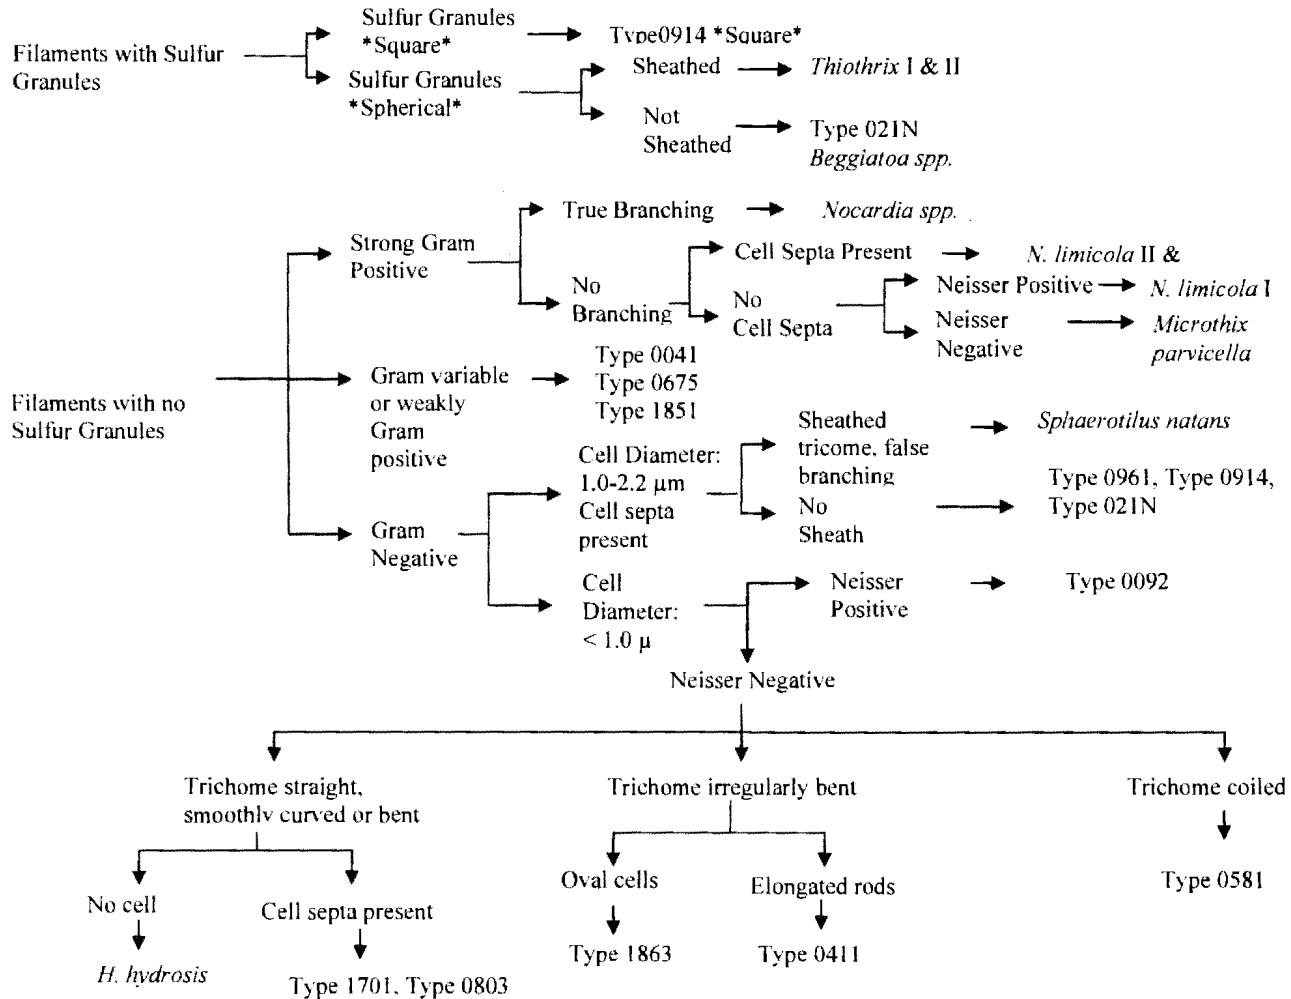 Sulfur Granules
*Square*
Type0914 *Square*
Filaments with Sulfur
Granules
Sulfur Granules
*Spherical*
Sheathed
Thiothrix I & II
Not
Sheathed
Type 021N
Beggiatoa spp.
True Branching
Nocardia spp.
Strong Gram
Positive
Cell Septa Present
N. limicola II &
No
Branching
No
Cell Septa
Neisser Positive
N. limicola I
Neisser
Negative
Microthix
parvicella
Filaments with no
Sulfur Granules
Gram variable
or weakly
Gram
positive
Type 0041
Type 0675
Type 1851
Gram
Negative
Cell Diameter:
1.0-2.2 µm
Cell septa
present
Sheathed
tricome, false
branching
Sphaerotilus natans
No
Sheath
Type 0961, Type 0914,
Type 021N
Cell
Diameter:
< 1.0 µ
Neisser
Positive
Type 0092
Neisser Negative
Trichome straight,
smoothly curved or bent
Trichome irregularly bent
Trichome coiled
No cell
Cell septa present
Oval cells
Elongated rods
Type 0581
H. hydrosis
Type 1701, Type 0803
Type 1863
Type 0411